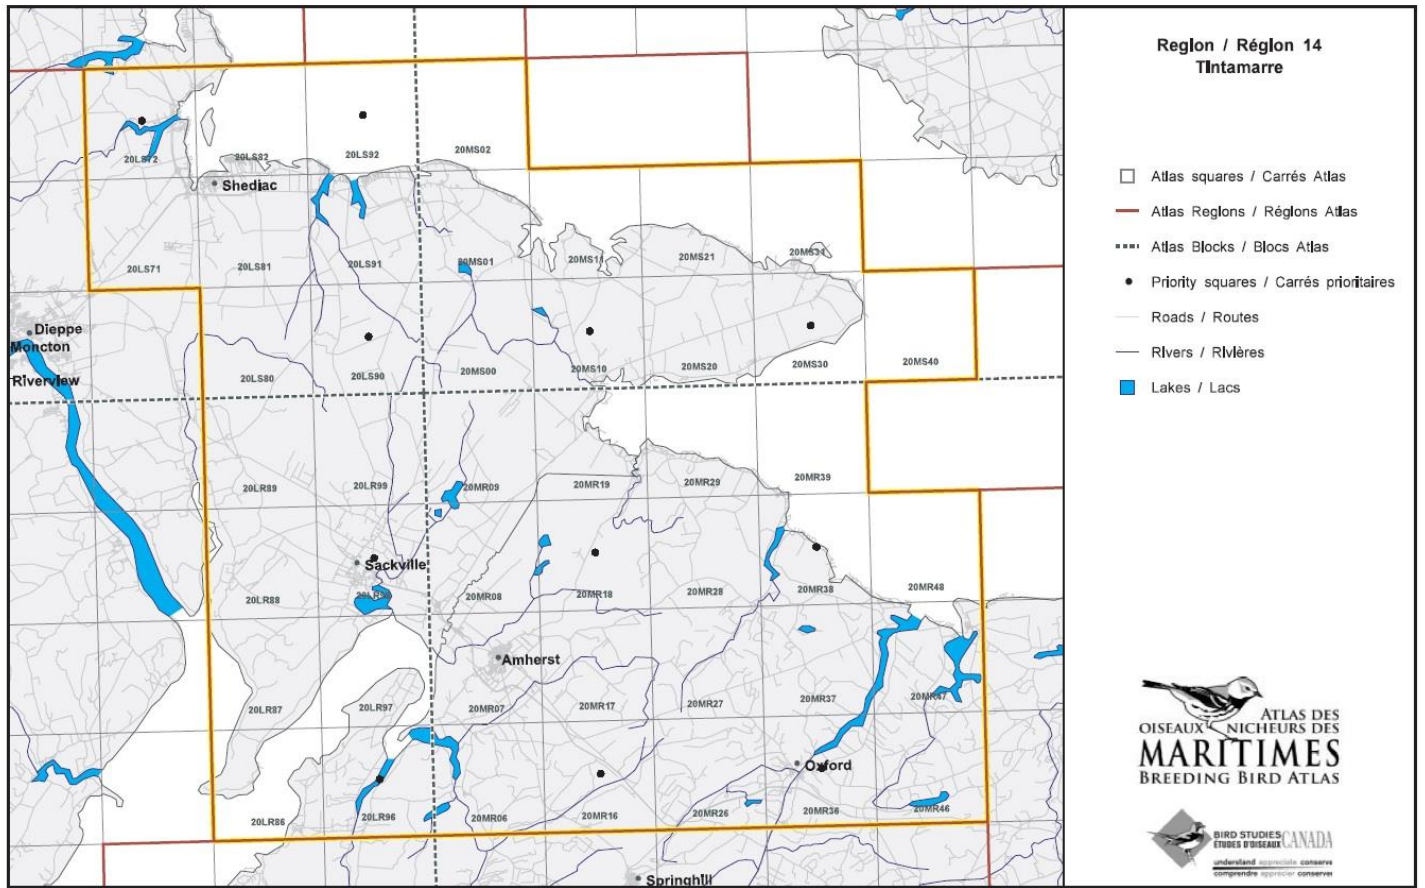 Region / Région 14
Tintamarre
Atlas squares / Carrés Atlas
Atlas Regions / Régions Atlas
Atlas Blocks / Blocs Atlas
Priority squares / Carrés prioritaires
Roads / Routes
Rivers / Rivières
Lakes / Lacs
20LS72
20LS82
20LS92
20MS02
Shediac
20LS71
20LS81
20LS91
20MS01
20MS11
20MS21
20MS31
Dieppe
Moncton
Riverview
20LS80
20LS90
20MS00
20MS10
20MS20
20MS30
20MS40
20LR89
20LR99
20MR09
20MR19
20MR29
20MR39
Sackville
20LR88
20LR98
20MR08
20MR18
20MR28
20MR38
20MR48
Amherst
20LR87
20LR97
20MR07
20MR17
20MR27
20MR37
20MR47
Oxford
20LR86
20LR96
20MR06
20MR16
20MR26
20MR36
20MR46
Springhill
ATLAS DES
OISEAUX NICHEURS DES
MARITIMES
BREEDING BIRD ATLAS
BIRD STUDIES
ÉTUDES D'OISEAUX CANADA
understand appreciate conserve
comprendre apprécier conserver